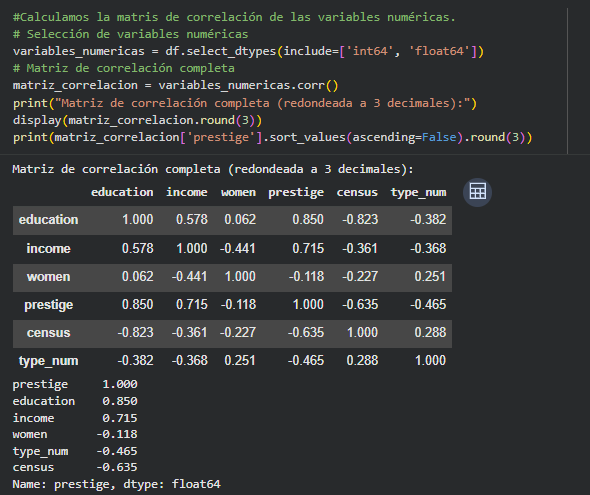 #Calculamos la matris de correlación de las variables numéricas.
# Selección de variables numéricas
variables_numericas = df.select_dtypes(include=['int64', 'float64'])
# Matriz de correlación completa
matriz_correlacion = variables_numericas.corr()
print("Matriz de correlación completa (redondeada a 3 decimales):")
display(matriz_correlacion.round(3))
print(matriz_correlacion['prestige'].sort_values(ascending=False).round(3))
Matriz de correlación completa (redondeada a 3 decimales):
education income women prestige census type_num
education 1.000 0.578 0.062 0.850 -0.823 -0.382
income 0.578 1.000 -0.441 0.715 -0.361 -0.368
women 0.062 -0.441 1.000 -0.118 -0.227 0.251
prestige 0.850 0.715 -0.118 1.000 -0.635 -0.465
census -0.823 -0.361 -0.227 -0.635 1.000 0.288
type_num -0.382 -0.368 0.251 -0.465 0.288 1.000
prestige 1.000
education 0.850
income 0.715
women -0.118
type_num -0.465
census -0.635
Name: prestige, dtype: float64